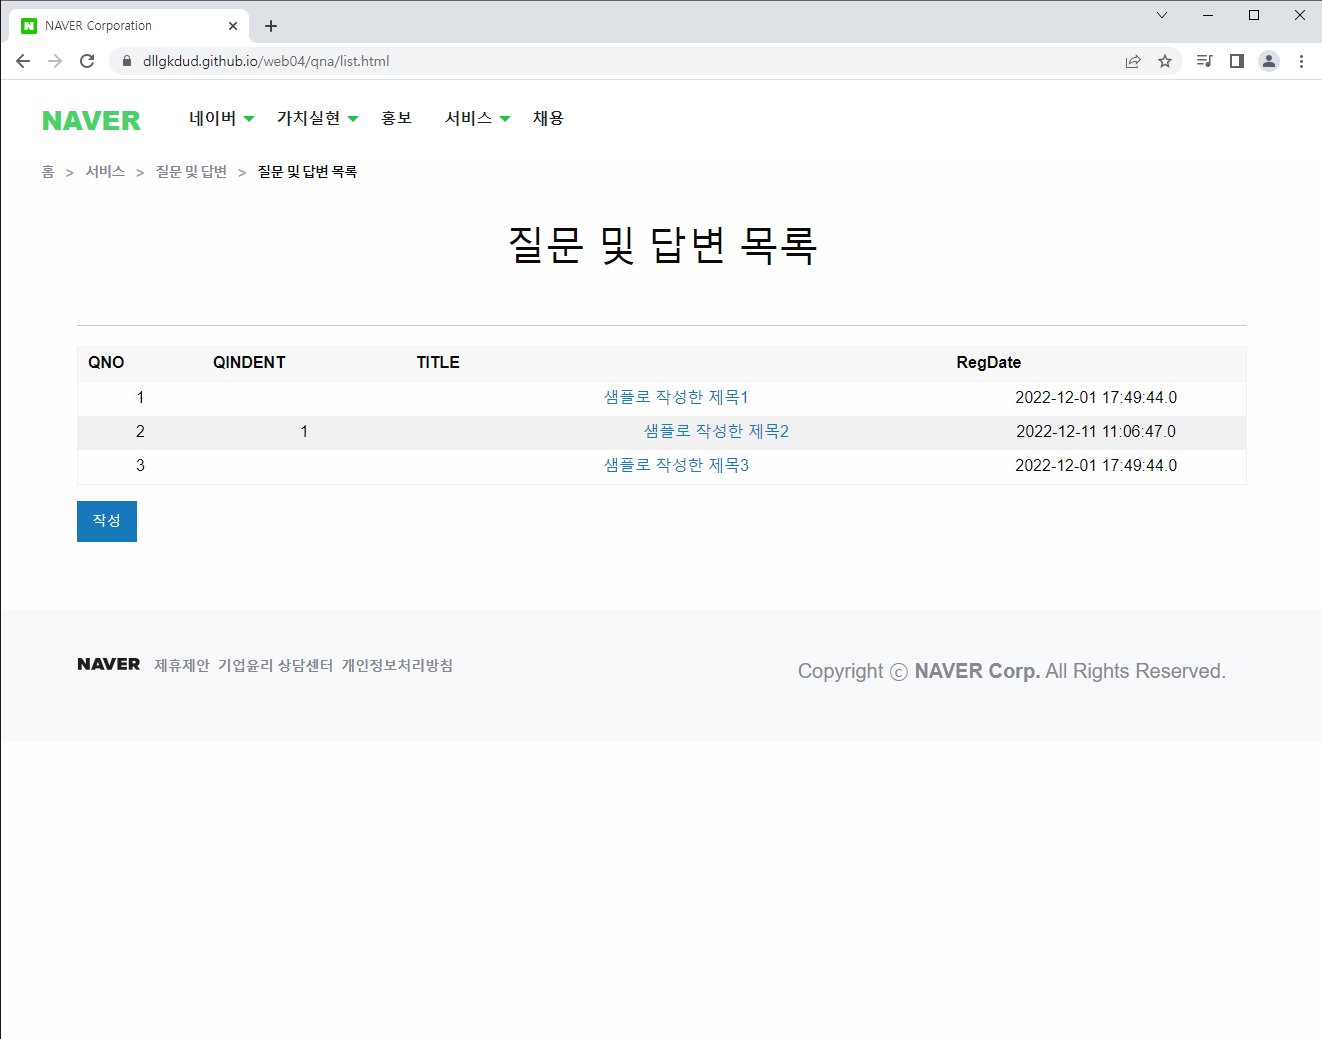 NAVER Corporation
dllgkdud.github.io/web04/qna/list.html
NAVER 네이버 가치실현 홍보 서비스 채용
홈 > 서비스 > 질문 및 답변 > 질문 및 답변 목록
질문 및 답변 목록
QNO QINDENT TITLE RegDate
1 샘플로 작성한 제목1 2022-12-01 17:49:44.0
2 1 샘플로 작성한 제목2 2022-12-11 11:06:47.0
3 샘플로 작성한 제목3 2022-12-01 17:49:44.0
작성
NAVER 제휴제안 기업윤리 상담센터 개인정보처리방침 Copyright ⓒ NAVER Corp. All Rights Reserved.